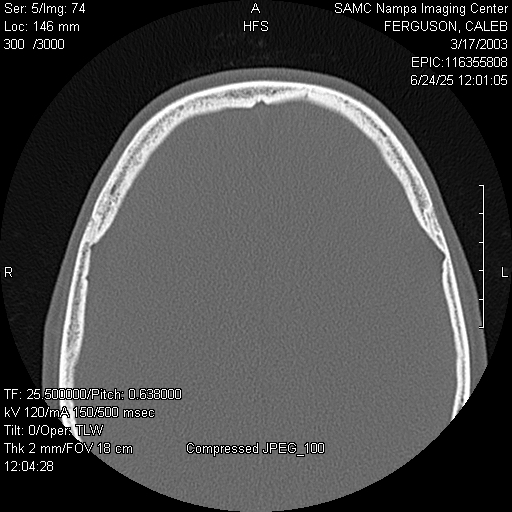 Ser: 5/Img: 74
Loc: 146 mm
300 /3000
A
HFS
SAMC Nampa Imaging Center
FERGUSON, CALEB
3/17/2003
EPIC:116355808
6/24/25 12:01:05
R
L
TF: 25.500000/Pitch: 0.638000
kV 120/mA 150/500 msec
Tilt: 0/Oper: TLW
Thk 2 mm/FOV 18 cm
12:04:28
Compressed JPEG_100